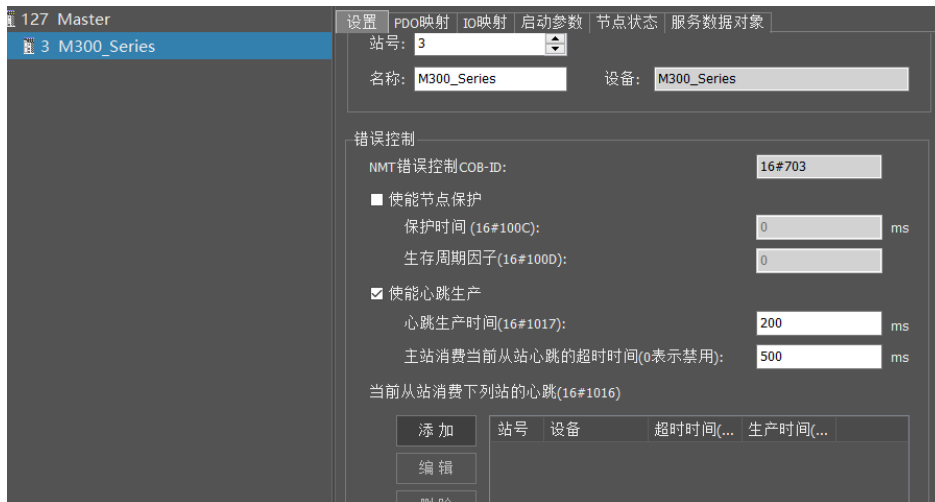 127 Master
3 M300_Series
设置 PDO映射 IO映射 启动参数 节点状态 服务数据对象
站号: 3
名称: M300_Series 设备: M300_Series
错误控制
NMT错误控制COB-ID: 16#703
使能节点保护
保护时间 (16#100C): 0 ms
生存周期因子(16#100D): 0
使能心跳生产
心跳生产时间(16#1017): 200 ms
主站消费当前从站心跳的超时时间(0表示禁用): 500 ms
当前从站消费下列站的心跳(16#1016)
添加 站号 设备 超时时间(... 生产时间(...
编辑